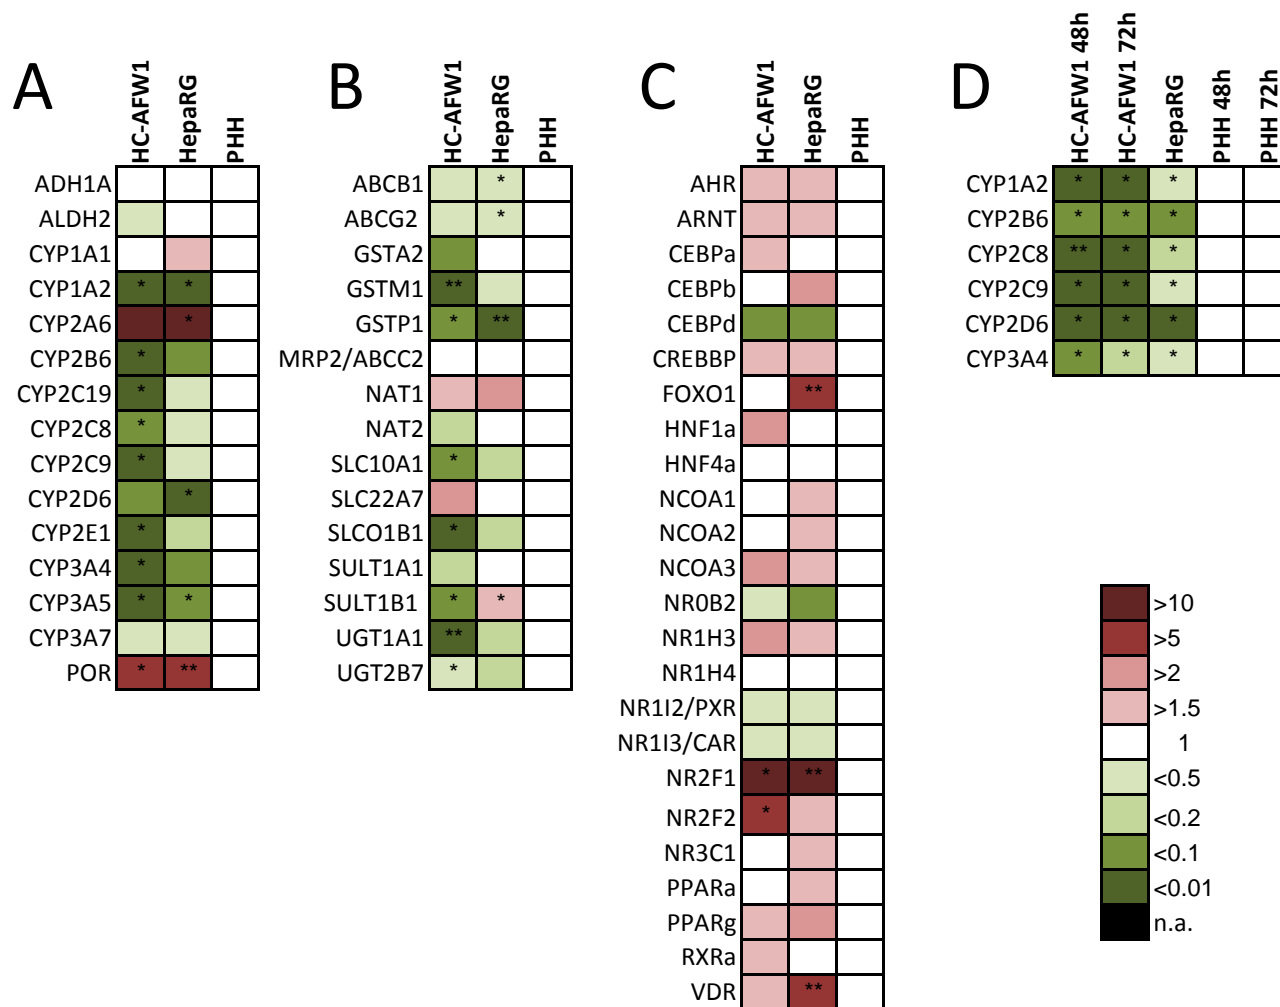 A
HC-AFW1
HepaRG
PHH
ADH1A
ALDH2
CYP1A1
CYP1A2 * *
CYP2A6 *
CYP2B6 *
CYP2C19 *
CYP2C8 *
CYP2C9 *
CYP2D6 *
CYP2E1 *
CYP3A4 *
CYP3A5 * *
CYP3A7
POR * **
B
HC-AFW1
HepaRG
PHH
ABCB1 *
ABCG2 *
GSTA2
GSTM1 **
GSTP1 * **
MRP2/ABCC2
NAT1
NAT2
SLC10A1 *
SLC22A7
SLCO1B1 *
SULT1A1
SULT1B1 * *
UGT1A1 **
UGT2B7 *
C
HC-AFW1
HepaRG
PHH
AHR
ARNT
CEBPa
CEBPb
CEBPd
CREBBP
FOXO1 **
HNF1a
HNF4a
NCOA1
NCOA2
NCOA3
NR0B2
NR1H3
NR1H4
NR1I2/PXR
NR1I3/CAR
NR2F1 * **
NR2F2 *
NR3C1
PPARa
PPARg
RXRa
VDR **
D
HC-AFW1 48h
HC-AFW1 72h
HepaRG
PHH 48h
PHH 72h
CYP1A2 * * *
CYP2B6 * * *
CYP2C8 ** * *
CYP2C9 * * *
CYP2D6 * * *
CYP3A4 * * *
>10
>5
>2
>1.5
1
<0.5
<0.2
<0.1
<0.01
n.a.